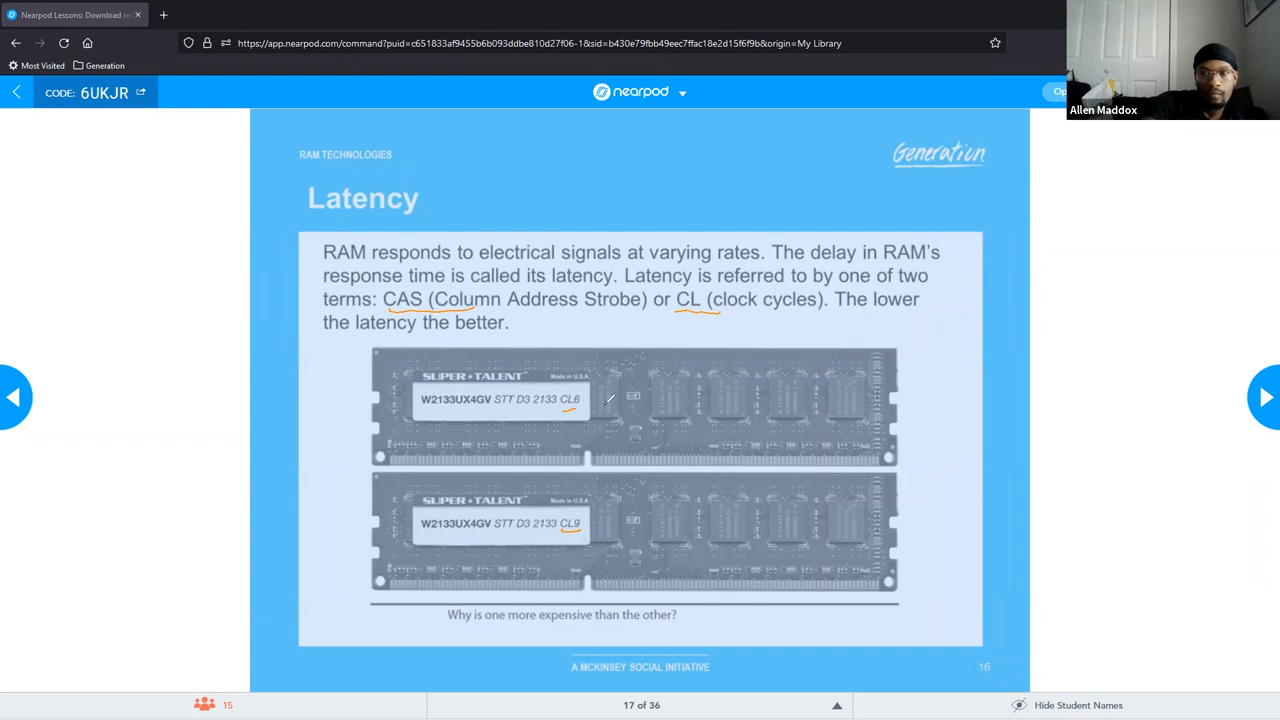 Nearpod Lessons: Download re
https://app.nearpod.com/command?puid=c651833af9455b6b093ddbe810d27f06-1&sid=b430e79fbb49eec7ffac18e2d15f6f9b&origin=My Library
Most Visited
Generation
CODE: 6UKJR
nearpod
Op
Allen Maddox
RAM TECHNOLOGIES
Generation
Latency
RAM responds to electrical signals at varying rates. The delay in RAM's
response time is called its latency. Latency is referred to by one of two
terms: CAS (Column Address Strobe) or CL (clock cycles). The lower
the latency the better.
SUPER★TALENT™ Made in U.S.A.
W2133UX4GV STT D3 2133 CL6
SUPER★TALENT™ Made in U.S.A.
W2133UX4GV STT D3 2133 CL9
Why is one more expensive than the other?
A MCKINSEY SOCIAL INITIATIVE
16
15
17 of 36
Hide Student Names